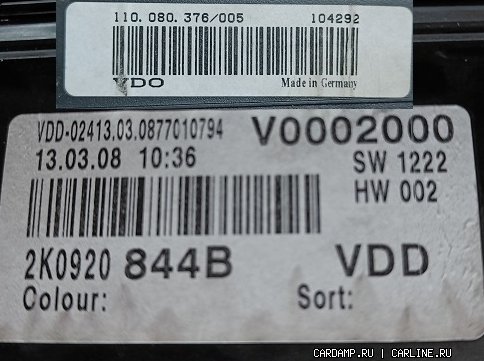 110.080.376/005 104292
VDO Made in Germany
VDD-02413.03.0877010794 V0002000
13.03.08 10:36 SW 1222
HW 002
2K0920 844B VDD
Colour: Sort:
CARDAMP.RU | CARLINE.RU